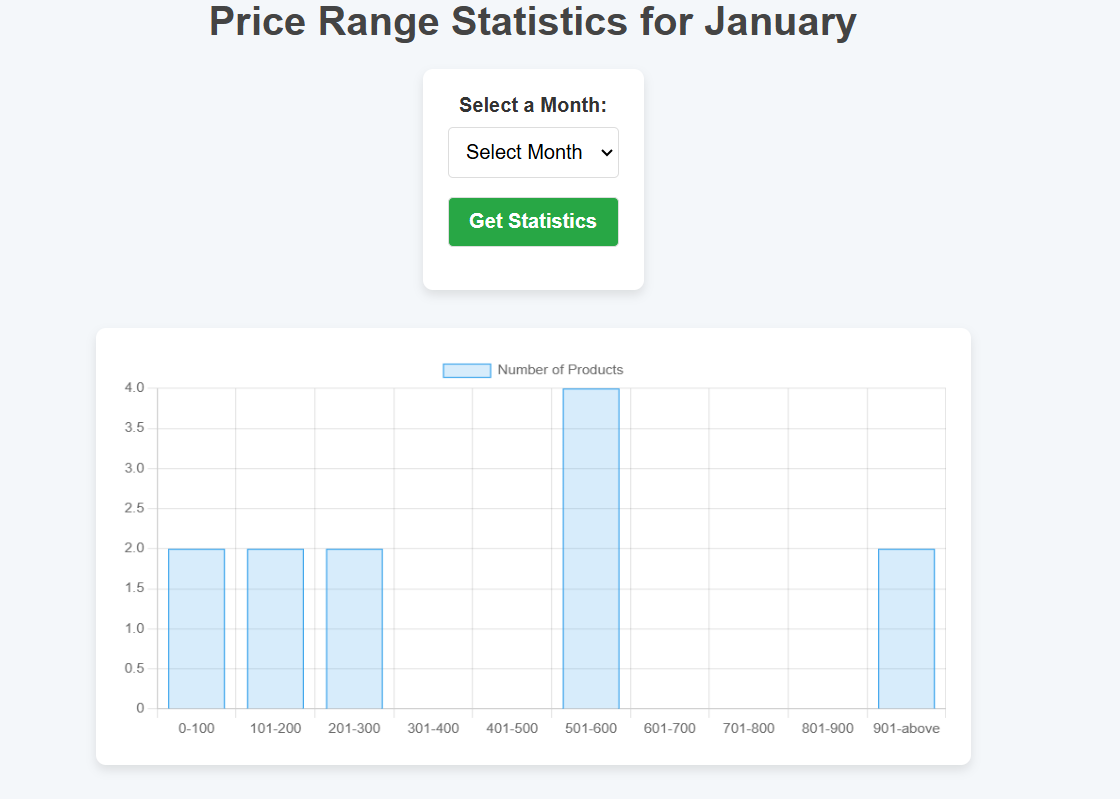 Price Range Statistics for January
Select a Month:
Select Month
Get Statistics
Number of Products
4.0
3.5
3.0
2.5
2.0
1.5
1.0
0.5
0
0-100 101-200 201-300 301-400 401-500 501-600 601-700 701-800 801-900 901-above